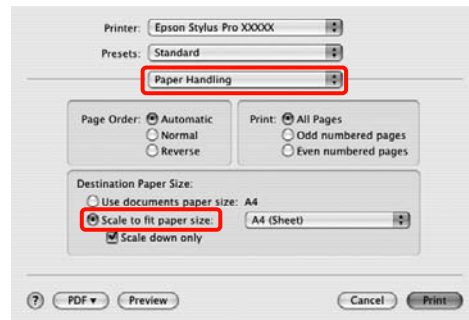 Printer: Epson Stylus Pro XXXXX
Presets: Standard
Paper Handling
Page Order: Automatic
Normal
Reverse
Print: All Pages
Odd numbered pages
Even numbered pages
Destination Paper Size:
Use documents paper size: A4
Scale to fit paper size: A4 (Sheet)
Scale down only
? PDF ▾ Preview Cancel Print